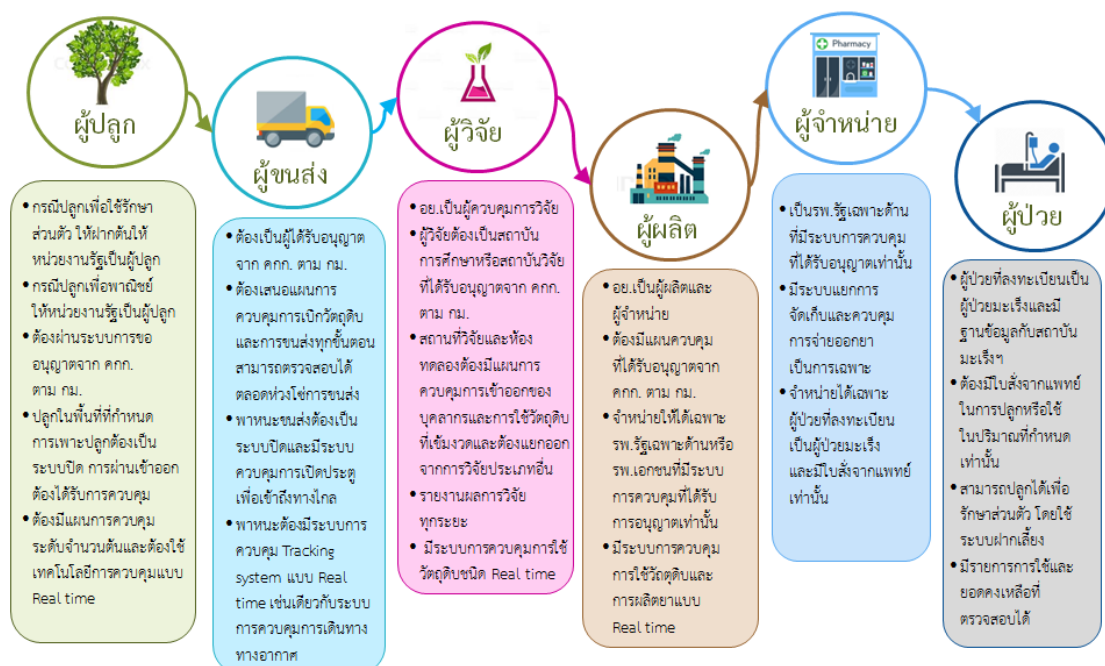 ผู้ปลูก
• กรณีปลูกเพื่อใช้รักษา
ส่วนตัว ให้ฝากต้นให้
หน่วยงานรัฐเป็นผู้ปลูก
• กรณีปลูกเพื่อพาณิชย์
ให้หน่วยงานรัฐเป็นผู้ปลูก
• ต้องผ่านระบบการขอ
อนุญาตจาก คกก.
ตาม กม.
• ปลูกในพื้นที่ที่กำหนด
การเพาะปลูกต้องเป็น
ระบบปิด การผ่านเข้าออก
ต้องได้รับการควบคุม
• ต้องมีแผนการควบคุม
ระดับจำนวนต้นและต้องใช้
เทคโนโลยีการควบคุมแบบ
Real time
ผู้ขนส่ง
• ต้องเป็นผู้ได้รับอนุญาต
จาก คกก. ตาม กม.
• ต้องเสนอแผนการ
ควบคุมการเบิกวัตถุดิบ
และการขนส่งทุกขั้นตอน
สามารถตรวจสอบได้
ตลอดห่วงโซ่การขนส่ง
• พาหนะขนส่งต้องเป็น
ระบบปิดและมีระบบ
ควบคุมการเปิดประตู
เพื่อเข้าถึงทางไกล
• พาหนะต้องมีระบบการ
ควบคุม Tracking
system แบบ Real
time เช่นเดียวกับระบบ
การควบคุมการเดินทาง
ทางอากาศ
ผู้วิจัย
• อย.เป็นผู้ควบคุมการวิจัย
• ผู้วิจัยต้องเป็นสถาบัน
การศึกษาหรือสถาบันวิจัย
ที่ได้รับอนุญาตจาก คกก.
ตาม กม.
• สถานที่วิจัยและห้อง
ทดลองต้องมีแผนการ
ควบคุมการเข้าออกของ
บุคลากรและการใช้วัตถุดิบ
ที่เข้มงวดและต้องแยกออก
จากการวิจัยประเภทอื่น
• รายงานผลการวิจัย
ทุกระยะ
• มีระบบการควบคุมการใช้
วัตถุดิบชนิด Real time
ผู้ผลิต
• อย.เป็นผู้ผลิตและ
ผู้จำหน่าย
• ต้องมีแผนควบคุม
ที่ได้รับอนุญาตจาก
คกก. ตาม กม.
• จำหน่ายให้ได้เฉพาะ
รพ.รัฐเฉพาะด้านหรือ
รพ.เอกชนที่มีระบบ
การควบคุมที่ได้รับ
การอนุญาตเท่านั้น
• มีระบบการควบคุม
การใช้วัถตุดิบและ
การผลิตยาแบบ
Real time
Pharmacy
ผู้จำหน่าย
• เป็นรพ.รัฐเฉพาะด้าน
ที่มีระบบการควบคุม
ที่ได้รับอนุญาตเท่านั้น
• มีระบบแยกการ
จัดเก็บและควบคุม
การจ่ายออกยา
เป็นการเฉพาะ
• จำหน่ายได้เฉพาะ
ผู้ป่วยที่ลงทะเบียน
เป็นผู้ป่วยมะเร็ง
และมีใบสั่งจากแพทย์
เท่านั้น
ผู้ป่วย
• ผู้ป่วยที่ลงทะเบียนเป็น
ผู้ป่วยมะเร็งและมี
ฐานข้อมูลกับสถาบัน
มะเร็งฯ
• ต้องมีใบสั่งจากแพทย์
ในการปลูกหรือใช้
ในปริมาณที่กำหนด
เท่านั้น
• สามารถปลูกได้เพื่อ
รักษาส่วนตัว โดยใช้
ระบบฝากเลี้ยง
• มีรายการการใช้และ
ยอดคงเหลือที่
ตรวจสอบได้